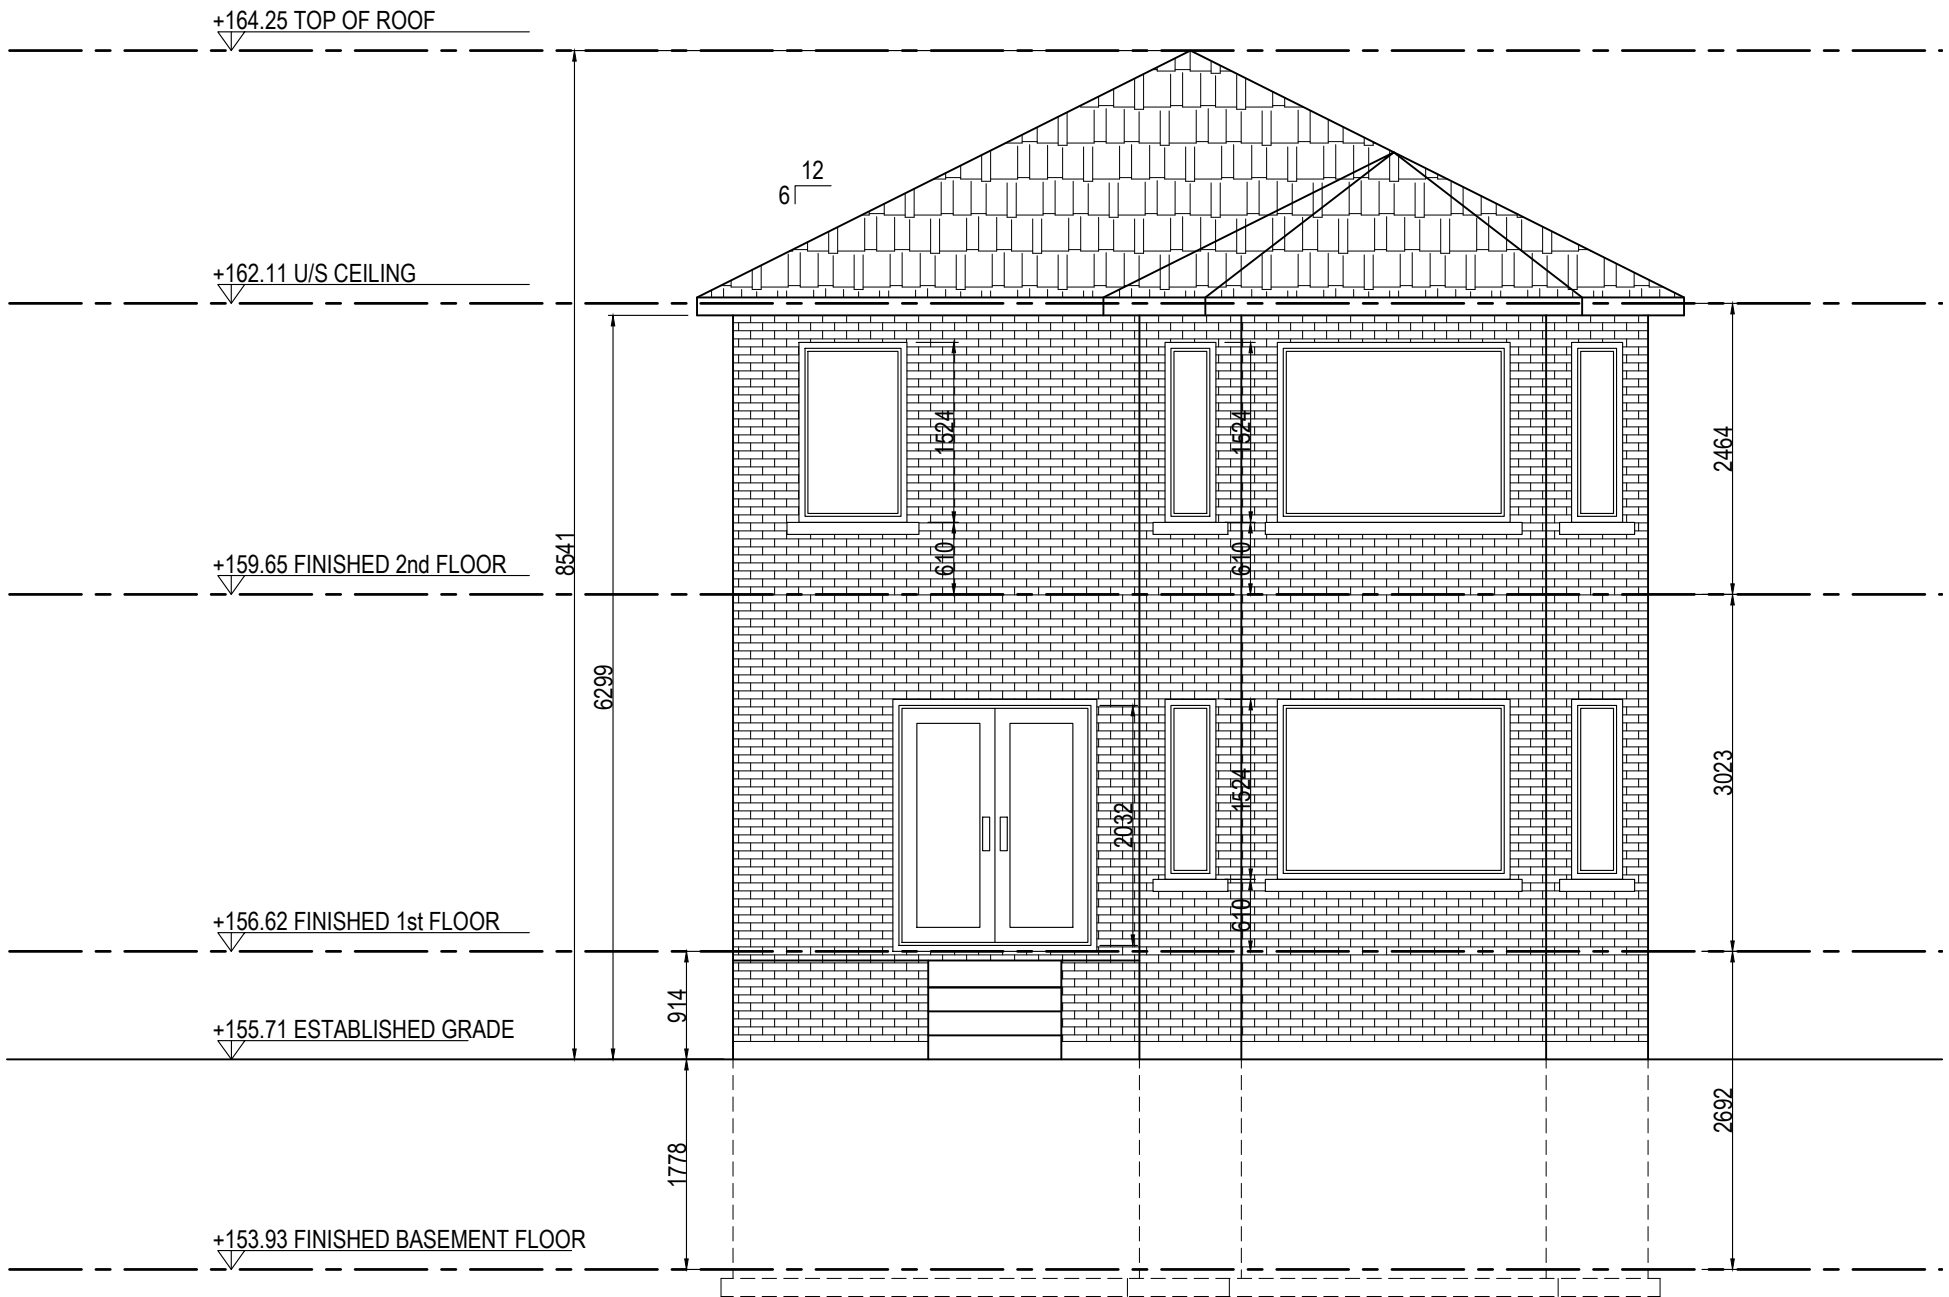 +164.25 TOP OF ROOF
12
6
+162.11 U/S CEILING
1524
1524
2464
8541
610
610
+159.65 FINISHED 2nd FLOOR
6299
1524
2032
3023
610
+156.62 FINISHED 1st FLOOR
914
+155.71 ESTABLISHED GRADE
2692
1778
+153.93 FINISHED BASEMENT FLOOR